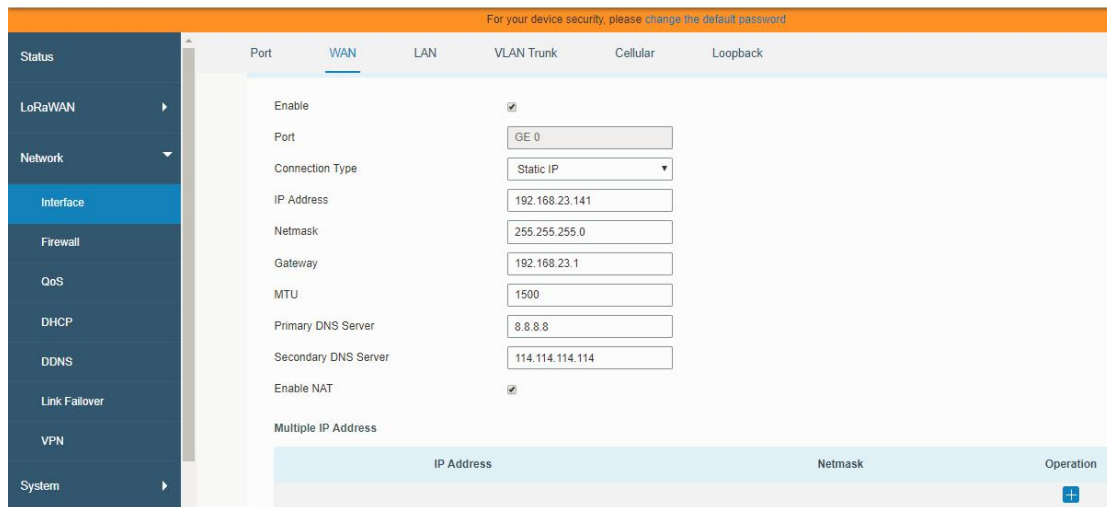 For your device security, please change the default password
Status
LoRaWAN
Network
Interface
Firewall
QoS
DHCP
DDNS
Link Failover
VPN
System
Port WAN LAN VLAN Trunk Cellular Loopback
Enable
Port GE 0
Connection Type Static IP
IP Address 192.168.23.141
Netmask 255.255.255.0
Gateway 192.168.23.1
MTU 1500
Primary DNS Server 8.8.8.8
Secondary DNS Server 114.114.114.114
Enable NAT
Multiple IP Address
IP Address Netmask Operation